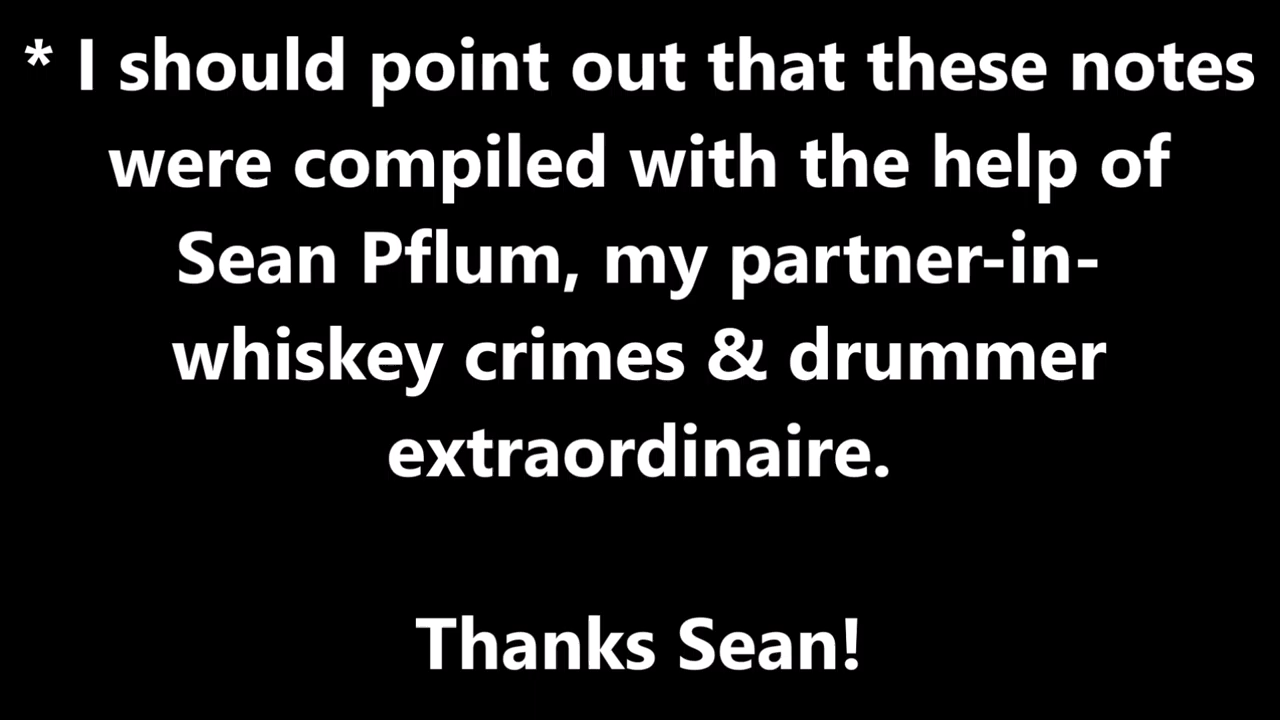 * I should point out that these notes
were compiled with the help of
Sean Pflum, my partner-in-
whiskey crimes & drummer
extraordinaire.
Thanks Sean!